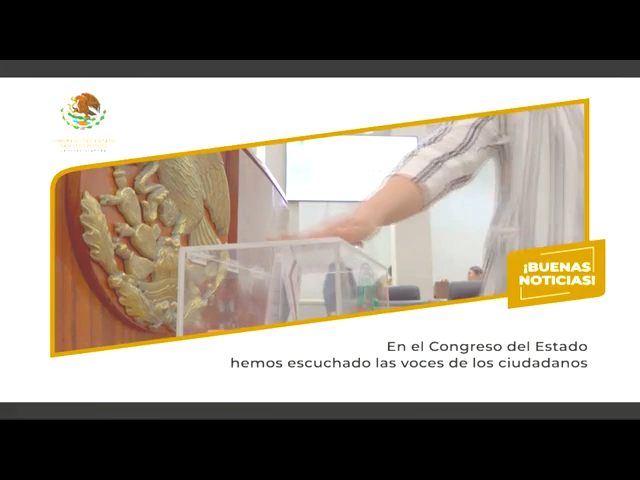 ¡BUENAS
NOTICIAS!
En el Congreso del Estado
hemos escuchado las voces de los ciudadanos